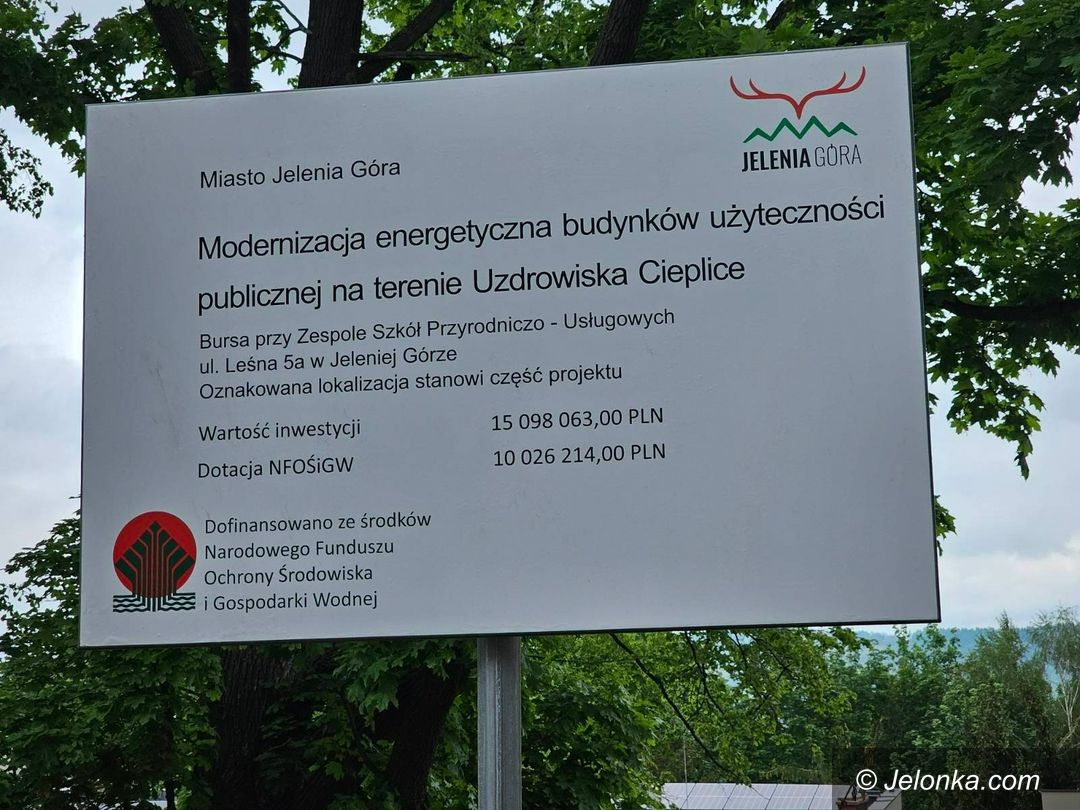 JELENIA GÓRA
Miasto Jelenia Góra
Modernizacja energetyczna budynków użyteczności
publicznej na terenie Uzdrowiska Cieplice
Bursa przy Zespole Szkół Przyrodniczo - Usługowych
ul. Leśna 5a w Jeleniej Górze
Oznakowana lokalizacja stanowi część projektu
Wartość inwestycji 15 098 063,00 PLN
Dotacja NFOŚiGW 10 026 214,00 PLN
Dofinansowano ze środków
Narodowego Funduszu
Ochrony Środowiska
i Gospodarki Wodnej
© Jelonka.com